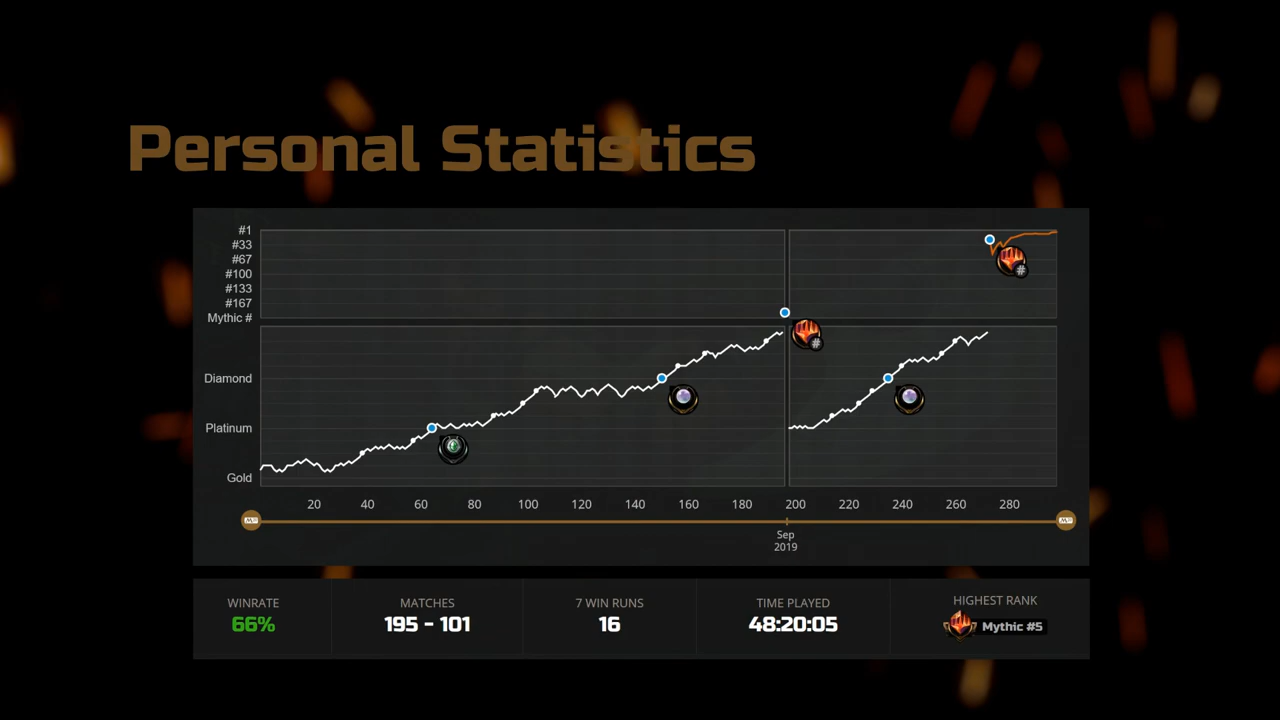 Personal Statistics
#1
#33
#67
#100
#133
#167
Mythic #
Diamond
Platinum
Gold
#
#
20 40 60 80 100 120 140 160 180 200 220 240 260 280
Sep
2019
WINRATE MATCHES 7 WIN RUNS TIME PLAYED HIGHEST RANK
66% 195 - 101 16 48:20:05 Mythic #5